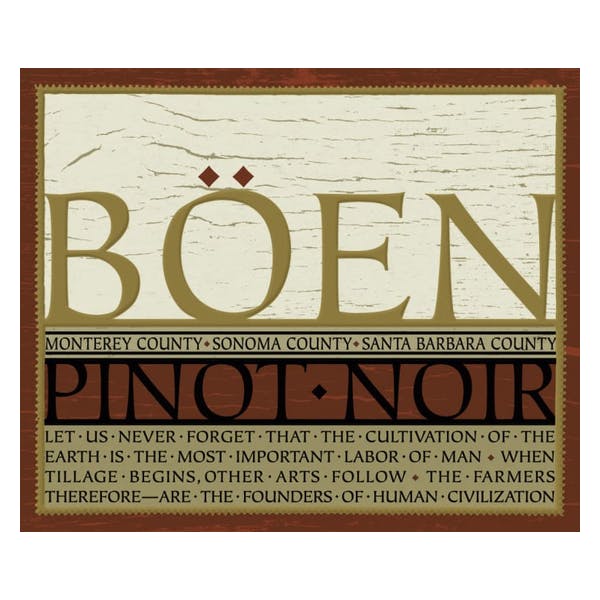 BÖEN
MONTEREY COUNTY♦SONOMA COUNTY♦SANTA BARBARA COUNTY
PINOT♦NOIR
LET·US·NEVER·FORGET·THAT·THE·CULTIVATION·OF·THE
EARTH·IS·THE·MOST·IMPORTANT·LABOR·OF·MAN♦WHEN
TILLAGE·BEGINS, OTHER·ARTS·FOLLOW♦THE·FARMERS
THEREFORE—ARE·THE·FOUNDERS·OF·HUMAN·CIVILIZATION